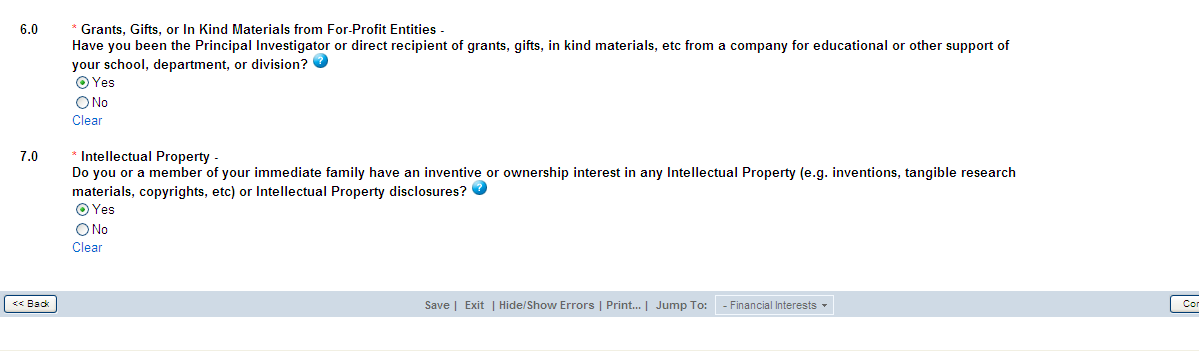 6.0 * Grants, Gifts, or In Kind Materials from For-Profit Entities -
Have you been the Principal Investigator or direct recipient of grants, gifts, in kind materials, etc from a company for educational or other support of
your school, department, or division? ?
Yes
No
Clear
7.0 * Intellectual Property -
Do you or a member of your immediate family have an inventive or ownership interest in any Intellectual Property (e.g. inventions, tangible research
materials, copyrights, etc) or Intellectual Property disclosures? ?
Yes
No
Clear
<< Back Save | Exit | Hide/Show Errors | Print... | Jump To: - Financial Interests